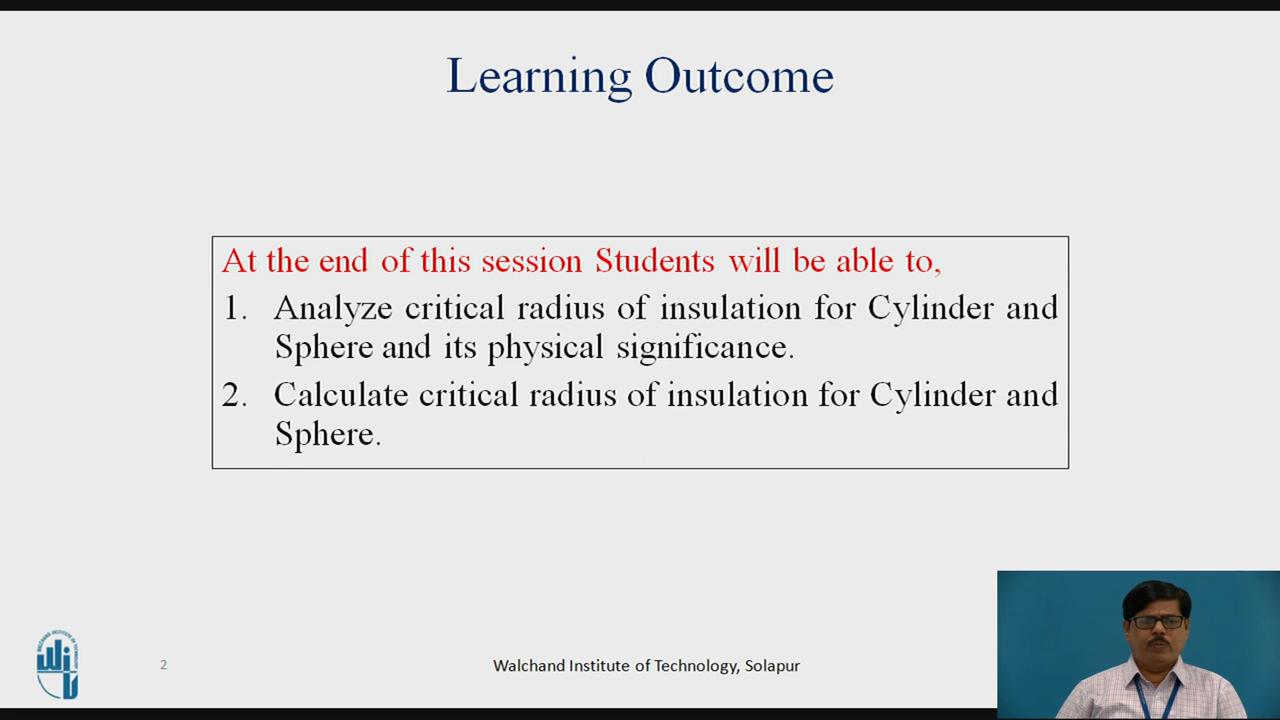 Learning Outcome
At the end of this session Students will be able to,
1. Analyze critical radius of insulation for Cylinder and
Sphere and its physical significance.
2. Calculate critical radius of insulation for Cylinder and
Sphere.
2
Walchand Institute of Technology, Solapur